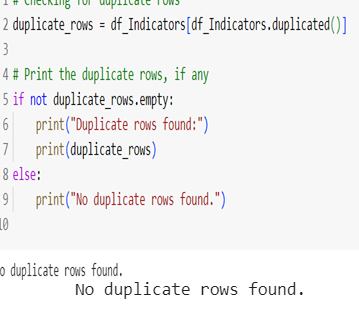 1 # Checking for duplicate rows
2 duplicate_rows = df_Indicators[df_Indicators.duplicated()]
3
4 # Print the duplicate rows, if any
5 if not duplicate_rows.empty:
6 print("Duplicate rows found:")
7 print(duplicate_rows)
8 else:
9 print("No duplicate rows found.")
10
o duplicate rows found.
No duplicate rows found.